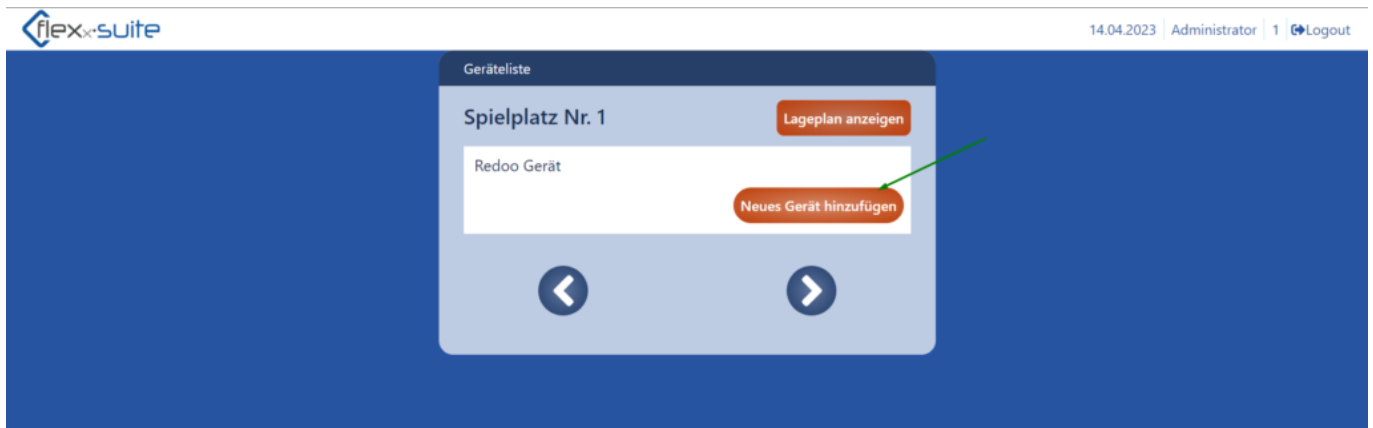 flexx·suite
14.04.2023 Administrator 1 Logout
Geräteliste
Spielplatz Nr. 1
Lageplan anzeigen
Redoo Gerät
Neues Gerät hinzufügen